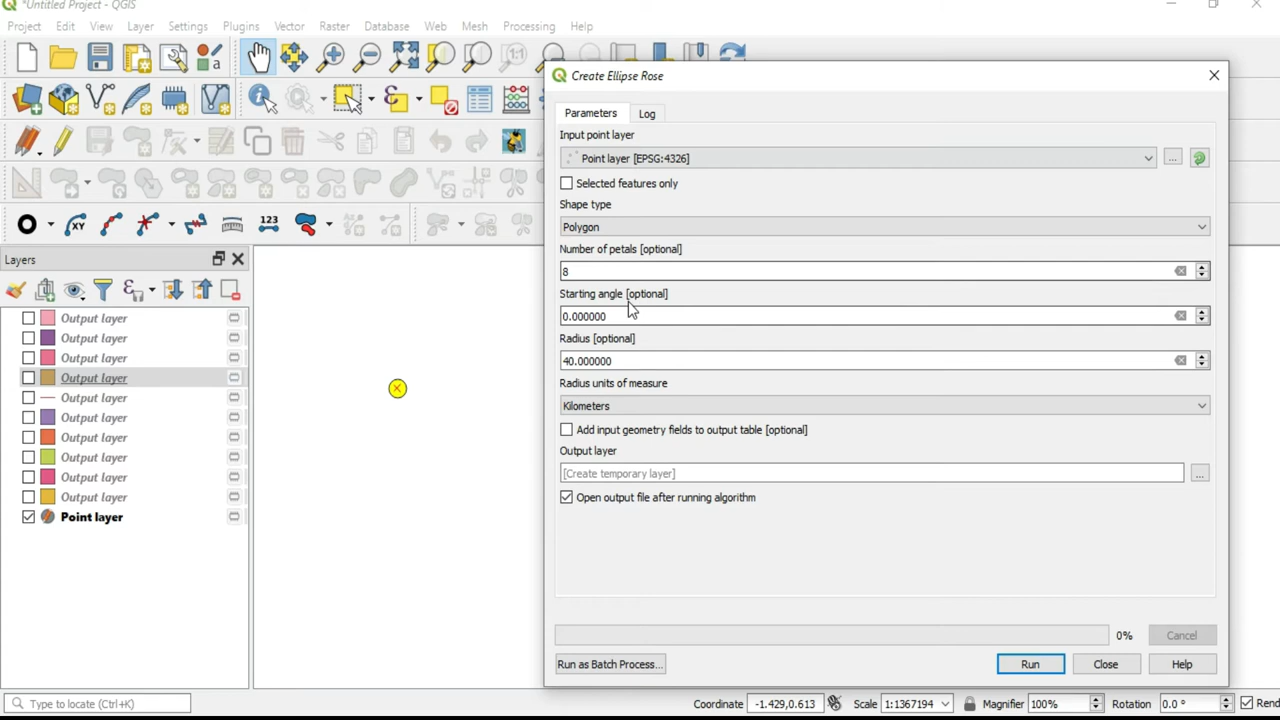 *Untitled Project - QGIS
Project Edit View Layer Settings Plugins Vector Raster Database Web Mesh Processing Help
Create Ellipse Rose
Parameters Log
Input point layer
Point layer [EPSG:4326]
...
Selected features only
Shape type
Polygon
Number of petals [optional]
8
Starting angle [optional]
0.000000
Radius [optional]
40.000000
Radius units of measure
Kilometers
Add input geometry fields to output table [optional]
Output layer
[Create temporary layer]
...
Open output file after running algorithm
0% Cancel
Run as Batch Process... Run Close Help
1:1
XY 123
Layers
Output layer
Output layer
Output layer
Output layer
Output layer
Output layer
Output layer
Output layer
Output layer
Output layer
Point layer
Type to locate (Ctrl+K) Coordinate -1.429,0.613 Scale 1:1367194 Magnifier 100% Rotation 0.0 ° Rend